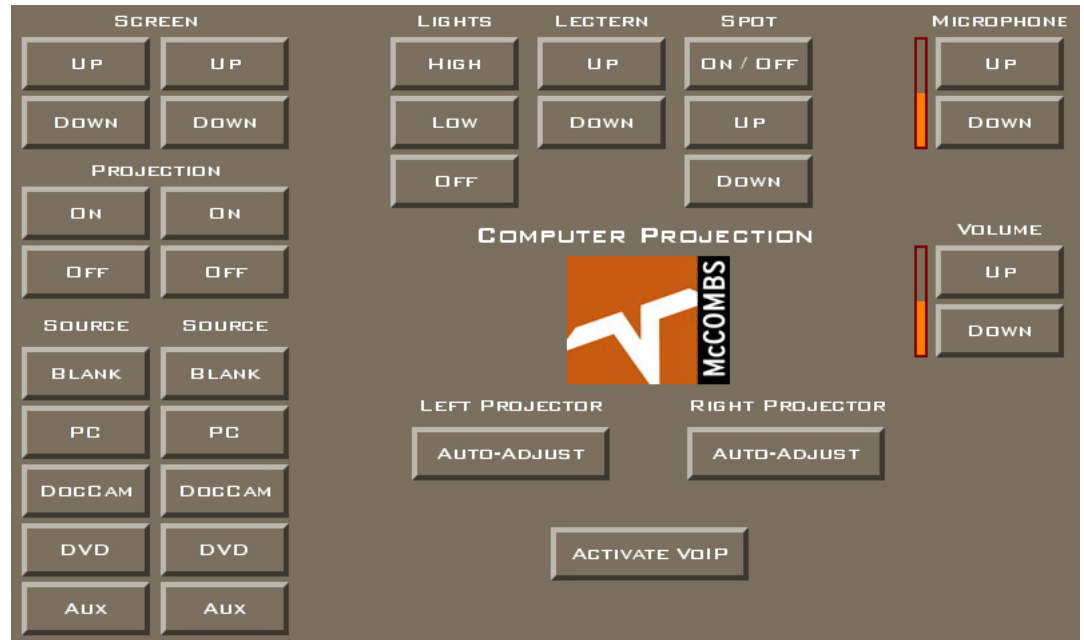 SCREEN
UP UP
DOWN DOWN
PROJECTION
ON ON
OFF OFF
SOURCE SOURCE
BLANK BLANK
PC PC
DOCCAM DOCCAM
DVD DVD
AUX AUX
LIGHTS LECTERN SPOT
HIGH UP ON / OFF
LOW DOWN UP
OFF DOWN
COMPUTER PROJECTION
McCOMBS
LEFT PROJECTOR RIGHT PROJECTOR
AUTO-ADJUST AUTO-ADJUST
ACTIVATE VOIP
MICROPHONE
UP
DOWN
VOLUME
UP
DOWN